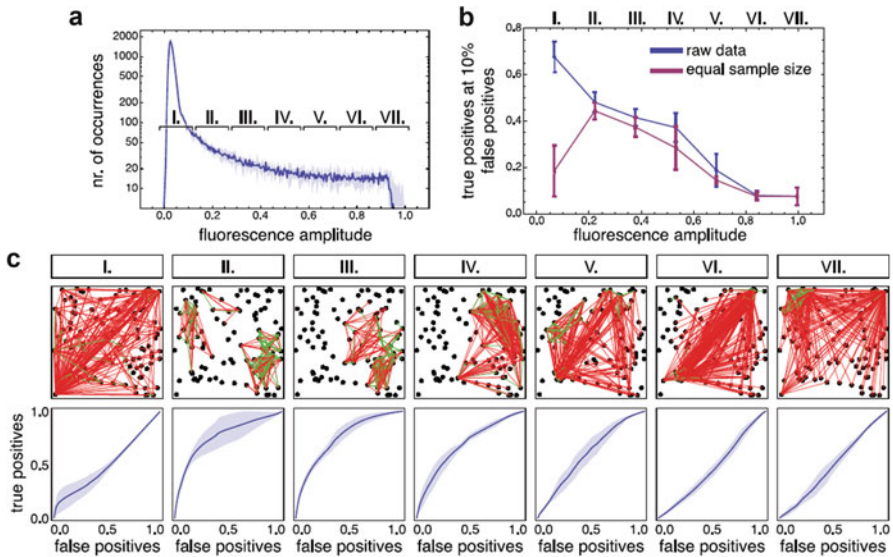 a
nr. of occurrences
2000
1000
500
200
100
50
20
10
I. II. III. IV. V. VI. VII.
0.0 0.2 0.4 0.6 0.8 1.0
fluorescence amplitude
b
I. II. III. IV. V. VI. VII.
true positives at 10%
false positives
0.8
0.6
0.4
0.2
0.0
raw data
equal sample size
0.0 0.2 0.4 0.6 0.8 1.0
fluorescence amplitude
c
I. II. III. IV. V. VI. VII.
true positives
1.0
0.5
0.0
0.0 0.5 1.0 0.0 0.5 1.0 0.0 0.5 1.0 0.0 0.5 1.0 0.0 0.5 1.0 0.0 0.5 1.0 0.0 0.5 1.0
false positives false positives false positives false positives false positives false positives false positives